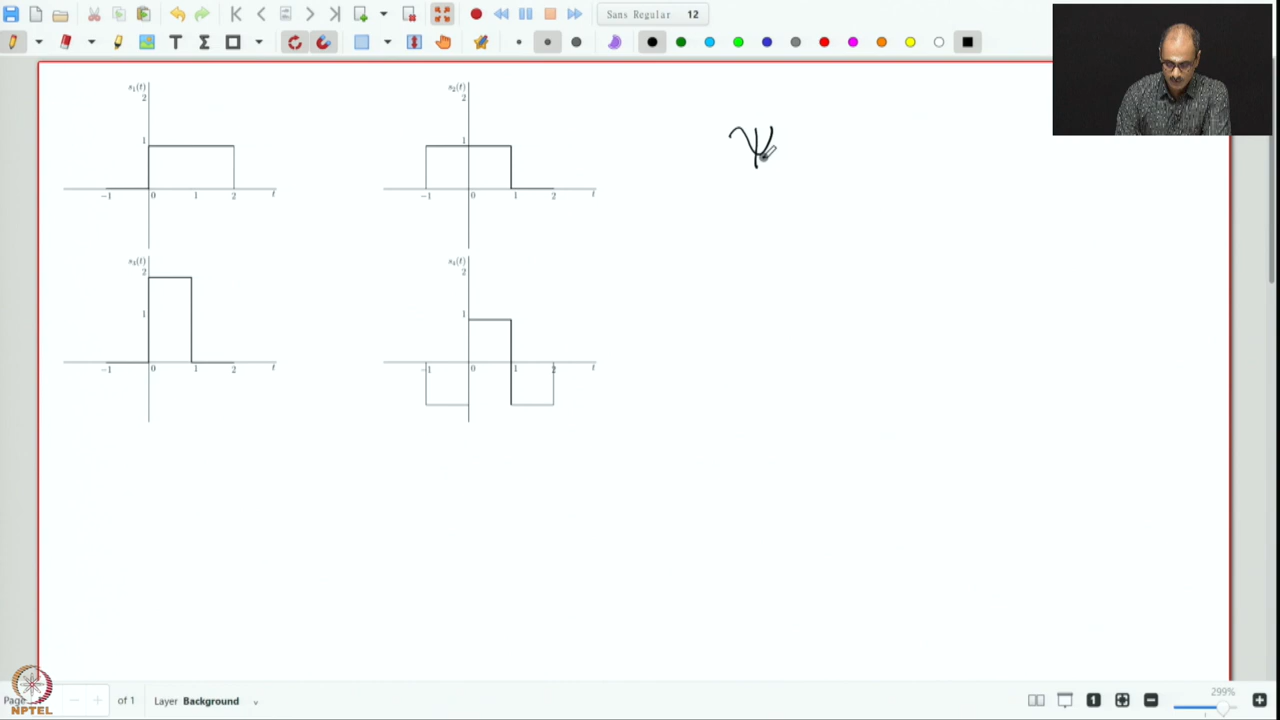 Sans Regular 12
s₁(t)
2
1
−1 0 1 2 t
s₂(t)
2
1
−1 0 1 2 t
ψ
s₃(t)
2
1
−1 0 1 2 t
s₄(t)
2
1
−1 0 1 2 t
Page of 1 Layer Background 299%
NPTEL